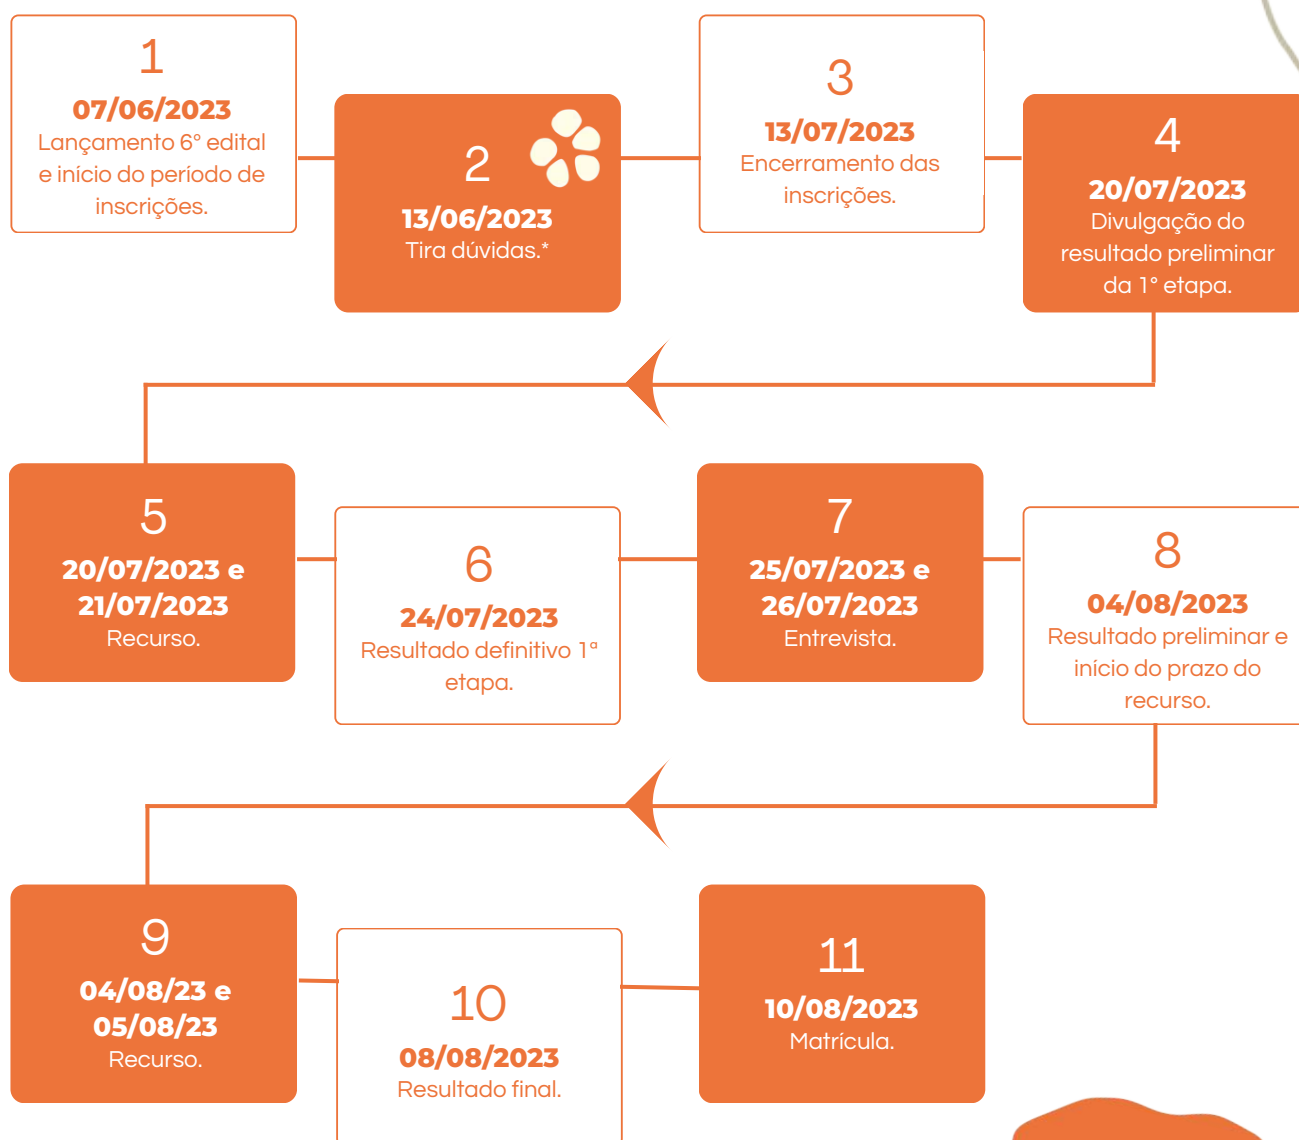 1
07/06/2023
Lançamento 6° edital
e início do período de
inscrições.
2
13/06/2023
Tira dúvidas.*
3
13/07/2023
Encerramento das
inscrições.
4
20/07/2023
Divulgação do
resultado preliminar
da 1° etapa.
5
20/07/2023 e
21/07/2023
Recurso.
6
24/07/2023
Resultado definitivo 1ª
etapa.
7
25/07/2023 e
26/07/2023
Entrevista.
8
04/08/2023
Resultado preliminar e
início do prazo do
recurso.
9
04/08/23 e
05/08/23
Recurso.
10
08/08/2023
Resultado final.
11
10/08/2023
Matrícula.